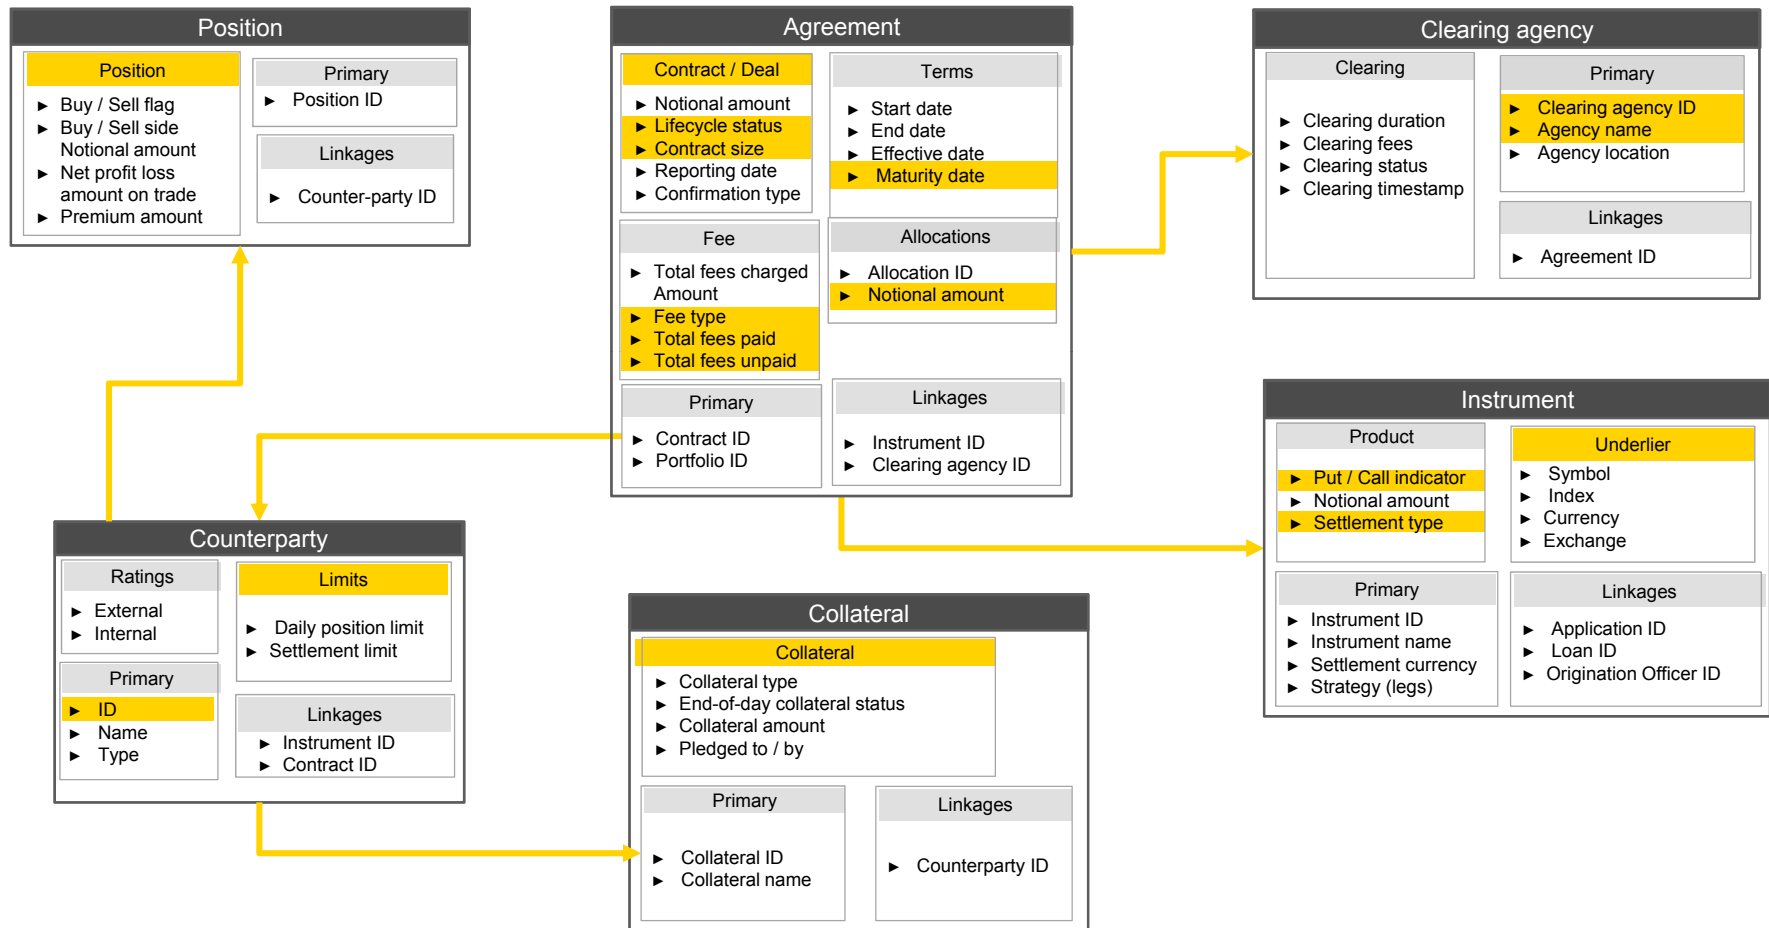 Position
Position
► Buy / Sell flag
► Buy / Sell side
Notional amount
► Net profit loss
amount on trade
► Premium amount
Primary
► Position ID
Linkages
► Counter-party ID
Agreement
Contract / Deal
► Notional amount
► Lifecycle status
► Contract size
► Reporting date
► Confirmation type
Terms
► Start date
► End date
► Effective date
► Maturity date
Fee
► Total fees charged
Amount
► Fee type
► Total fees paid
► Total fees unpaid
Allocations
► Allocation ID
► Notional amount
Primary
► Contract ID
► Portfolio ID
Linkages
► Instrument ID
► Clearing agency ID
Clearing agency
Clearing
► Clearing duration
► Clearing fees
► Clearing status
► Clearing timestamp
Primary
► Clearing agency ID
► Agency name
► Agency location
Linkages
► Agreement ID
Counterparty
Ratings
► External
► Internal
Limits
► Daily position limit
► Settlement limit
Primary
► ID
► Name
► Type
Linkages
► Instrument ID
► Contract ID
Collateral
Collateral
► Collateral type
► End-of-day collateral status
► Collateral amount
► Pledged to / by
Primary
► Collateral ID
► Collateral name
Linkages
► Counterparty ID
Instrument
Product
► Put / Call indicator
► Notional amount
► Settlement type
Underlier
► Symbol
► Index
► Currency
► Exchange
Primary
► Instrument ID
► Instrument name
► Settlement currency
► Strategy (legs)
Linkages
► Application ID
► Loan ID
► Origination Officer ID